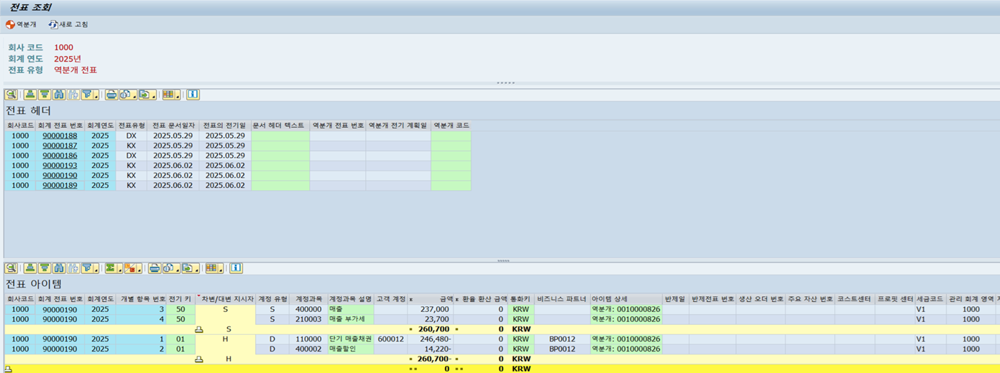 전표 조회
역분개 새로 고침
회사 코드 1000
회계 연도 2025년
전표 유형 역분개 전표
전표 헤더
회사코드 회계 전표 번호 회계연도 전표유형 전표 문서일자 전표의 전기일 문서 헤더 텍스트 역분개 전표 번호 역분개 전기 계획일 역분개 코드
1000 90000188 2025 DX 2025.05.29 2025.05.29
1000 90000187 2025 KX 2025.05.29 2025.05.29
1000 90000186 2025 DX 2025.05.29 2025.05.29
1000 90000193 2025 KX 2025.06.02 2025.06.02
1000 90000190 2025 KX 2025.06.02 2025.06.02
1000 90000189 2025 KX 2025.06.02 2025.06.02
전표 아이템
회사코드 회계 전표 번호 회계연도 개별 항목 번호 전기 키 차변/대변 지시자 계정 유형 계정과목 계정과목 설명 고객 계정 금액 환율 환산 금액 통화키 비즈니스 파트너 아이템 상세 반제일 반제전표 번호 생산 오더 번호 주요 자산 번호 코스트센터 프로핏 센터 세금코드 관리 회계 영역
1000 90000190 2025 3 50 S S 400000 매출 237,000 0 KRW 역분개: 0010000826 V1 1000
1000 90000190 2025 4 50 S 210003 매출 부가세 23,700 0 KRW 역분개: 0010000826 V1 1000
S 260,700 0 KRW
1000 90000190 2025 1 01 H D 110000 단기 매출채권 600012 246,480- 0 KRW BP0012 역분개: 0010000826 V1 1000
1000 90000190 2025 2 01 D 400002 매출할인 14,220- 0 KRW BP0012 역분개: 0010000826 V1 1000
H 260,700- 0 KRW
0 0 KRW